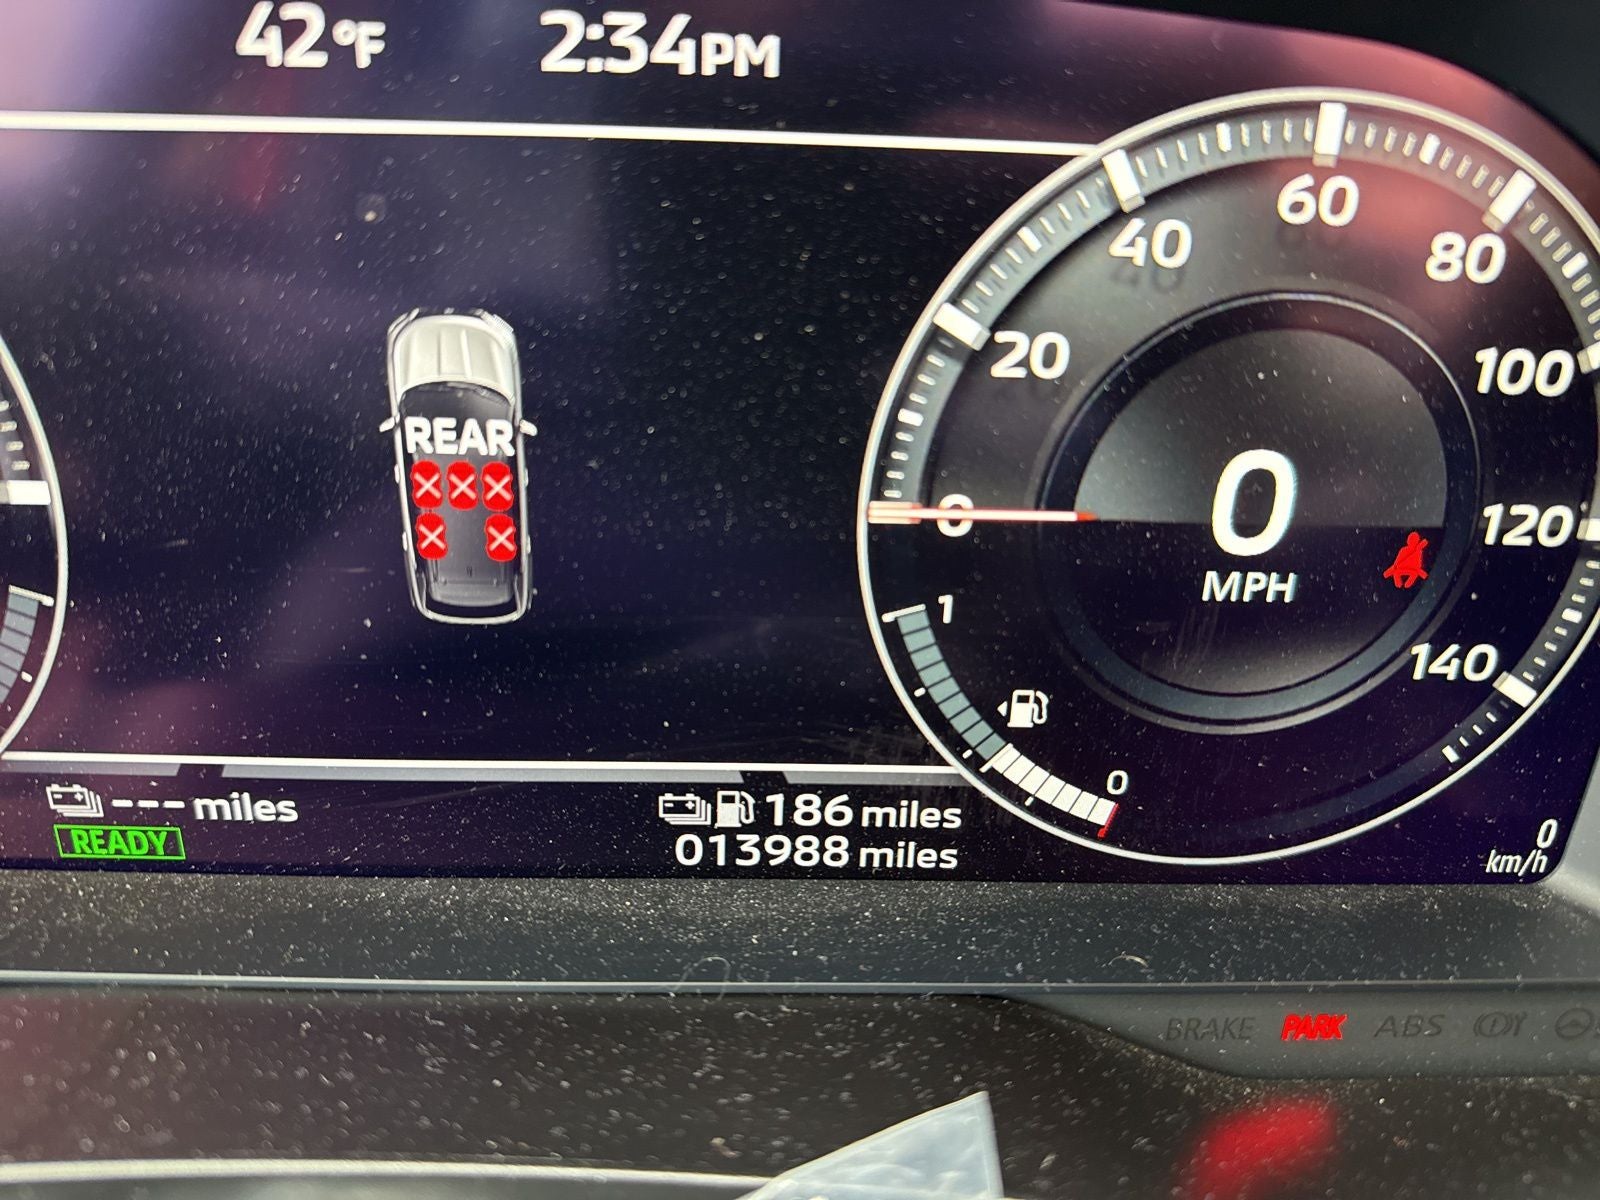 42°F 2:34PM
60
40
80
20
100
REAR
0
0
120
MPH
1
140
0
--- miles
186 miles
READY
013988 miles
0
km/h
BRAKE PARK ABS